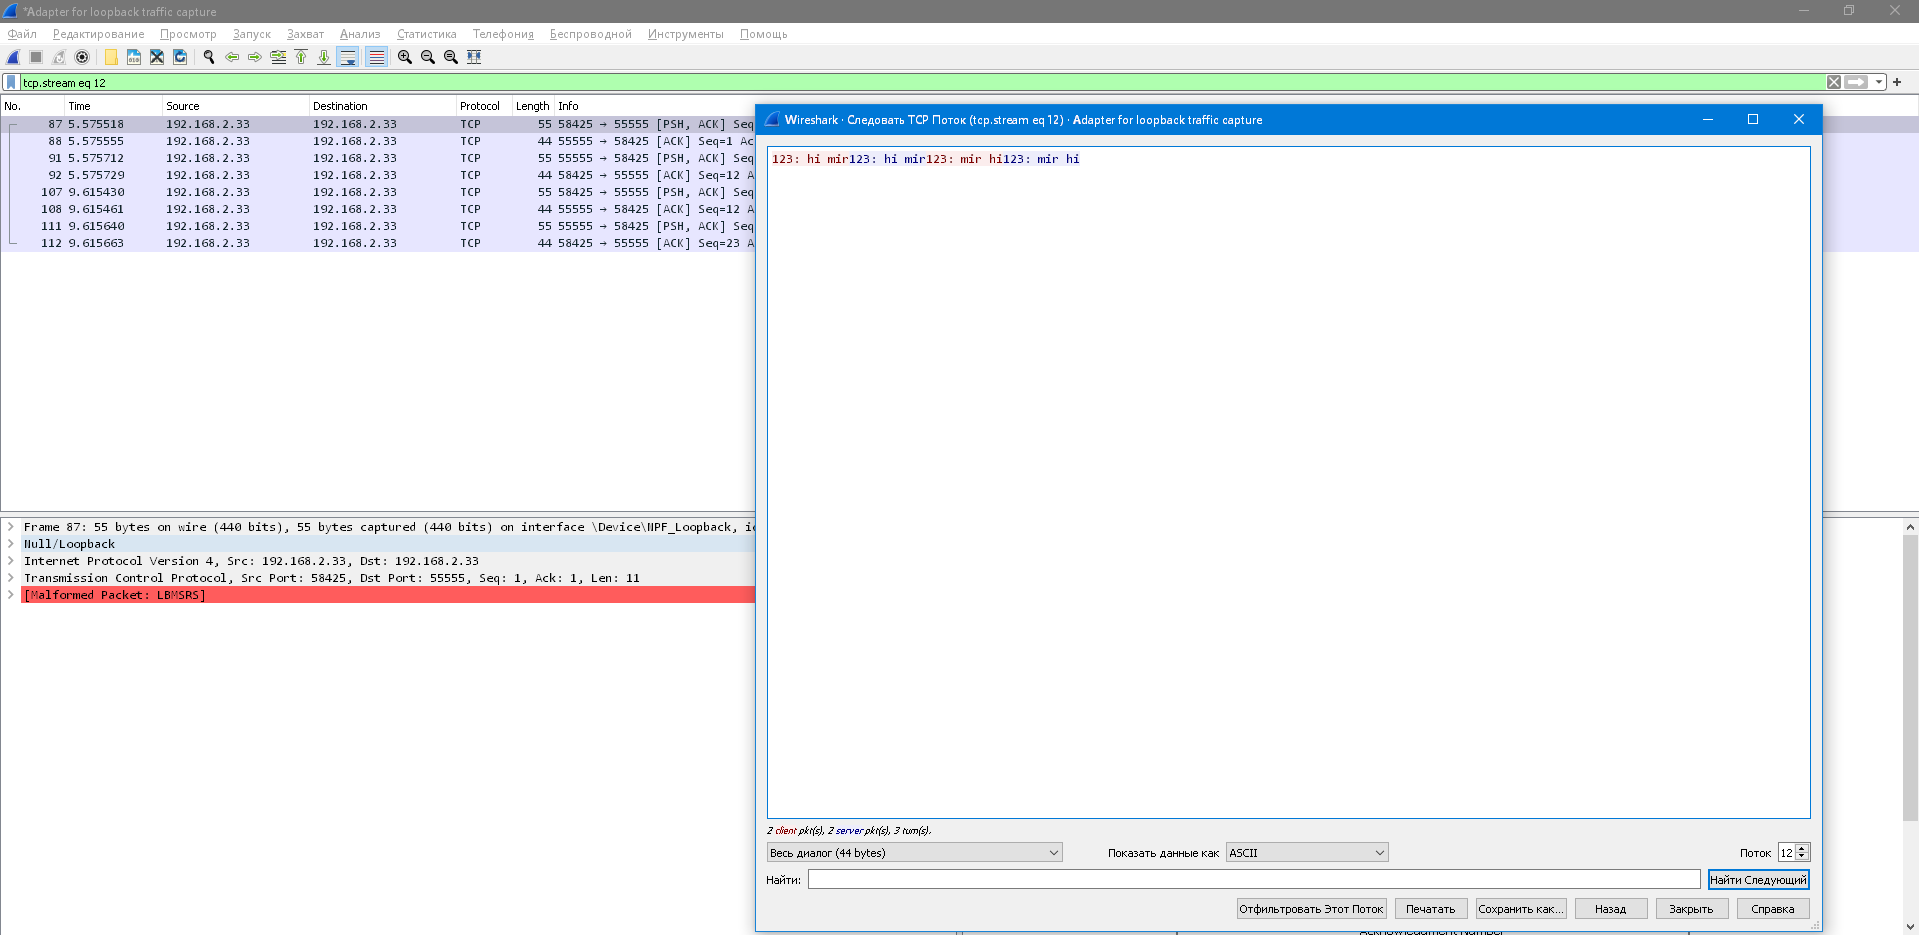 *Adapter for loopback traffic capture
Файл Редактирование Просмотр Запуск Захват Анализ Статистика Телефония Беспроводной Инструменты Помощь
tcp.stream eq 12
No. Time Source Destination Protocol Length Info
87 5.575518 192.168.2.33 192.168.2.33 TCP 55 58425 → 55555 [PSH, ACK] Seq
88 5.575555 192.168.2.33 192.168.2.33 TCP 44 55555 → 58425 [ACK] Seq=1 Ac
91 5.575712 192.168.2.33 192.168.2.33 TCP 55 55555 → 58425 [PSH, ACK] Seq
92 5.575729 192.168.2.33 192.168.2.33 TCP 44 58425 → 55555 [ACK] Seq=12 A
107 9.615430 192.168.2.33 192.168.2.33 TCP 55 58425 → 55555 [PSH, ACK] Seq
108 9.615461 192.168.2.33 192.168.2.33 TCP 44 55555 → 58425 [ACK] Seq=12 A
111 9.615640 192.168.2.33 192.168.2.33 TCP 55 55555 → 58425 [PSH, ACK] Seq
112 9.615663 192.168.2.33 192.168.2.33 TCP 44 58425 → 55555 [ACK] Seq=23 A
Frame 87: 55 bytes on wire (440 bits), 55 bytes captured (440 bits) on interface \Device\NPF_Loopback, i
Null/Loopback
Internet Protocol Version 4, Src: 192.168.2.33, Dst: 192.168.2.33
Transmission Control Protocol, Src Port: 58425, Dst Port: 55555, Seq: 1, Ack: 1, Len: 11
[Malformed Packet: LBMSRS]
Wireshark · Следовать TCP Поток (tcp.stream eq 12) · Adapter for loopback traffic capture
123: hi mir123: hi mir123: mir hi123: mir hi
2 client pkt(s), 2 server pkt(s), 3 turn(s).
Весь диалог (44 bytes) Показать данные как ASCII Поток 12
Найти: Найти Следующий
Отфильтровать Этот Поток Печатать Сохранить как... Назад Закрыть Справка
Acknowledgment Number